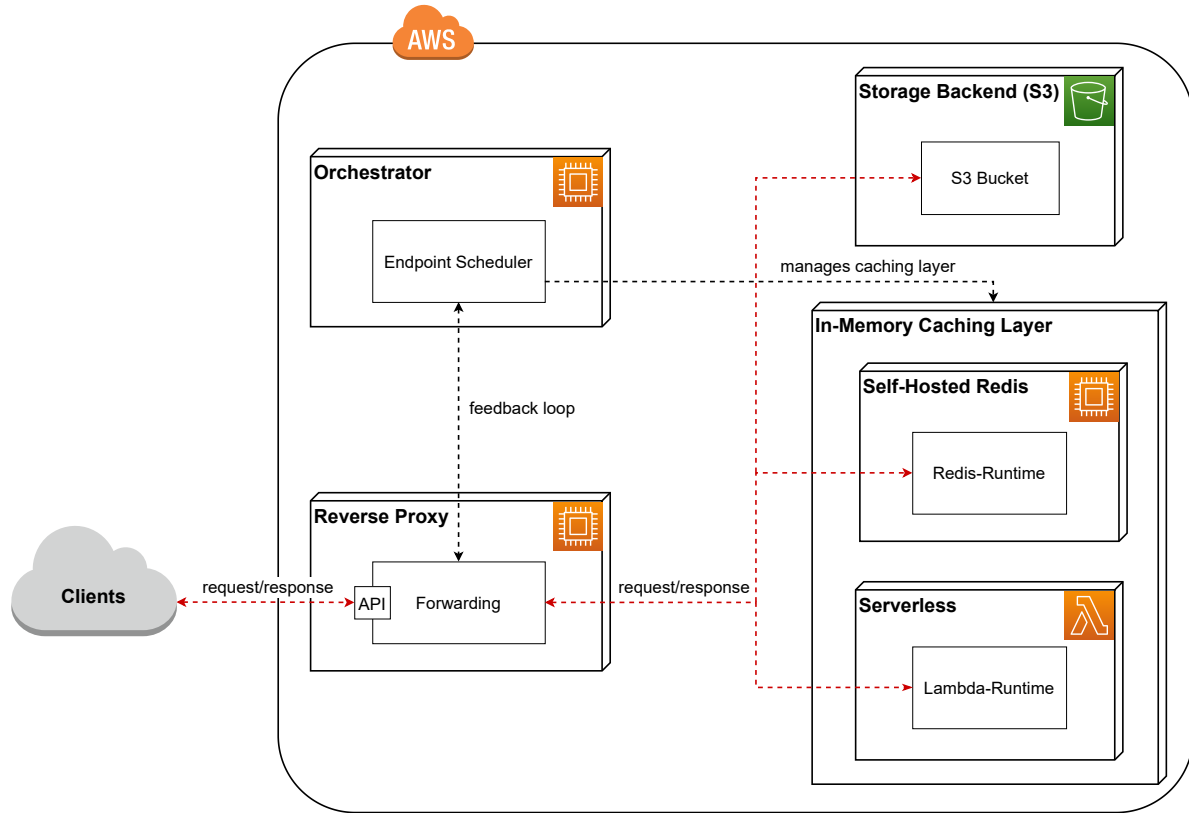 AWS
Storage Backend (S3)
S3 Bucket
Orchestrator
Endpoint Scheduler
manages caching layer
In-Memory Caching Layer
Self-Hosted Redis
Redis-Runtime
feedback loop
Reverse Proxy
Clients
request/response
API
Forwarding
request/response
Serverless
Lambda-Runtime